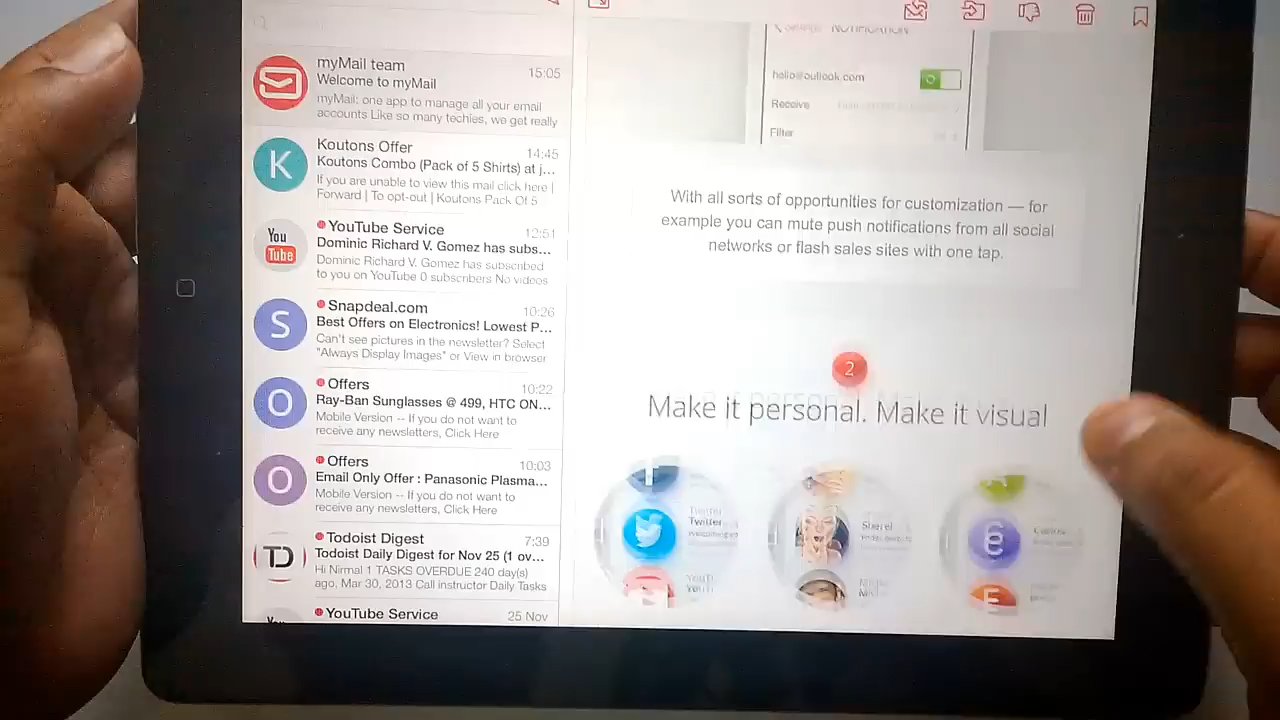 myMail team
15:05
Welcome to myMail
myMail: one app to manage all your email
accounts Like so many techies, we get really
K
Koutons Offer
14:45
Koutons Combo (Pack of 5 Shirts) at j...
If you are unable to view this mail click here |
Forward | To opt-out | Koutons Pack Of 5
You
Tube
YouTube Service
12:51
Dominic Richard V. Gomez has subs...
Dominic Richard V. Gomez has subscribed
to you on YouTube 0 subscribers No videos
S
Snapdeal.com
10:26
Best Offers on Electronics! Lowest P...
Can't see pictures in the newsletter? Select
"Always Display Images" or View in browser
O
Offers
10:22
Ray-Ban Sunglasses @ 499, HTC ON...
Mobile Version -- If you do not want to
receive any newsletters, Click Here
O
Offers
10:03
Email Only Offer : Panasonic Plasma...
Mobile Version -- If you do not want to
receive any newsletters, Click Here
TD
Todoist Digest
7:39
Todoist Daily Digest for Nov 25 (1 ov...
Hi Nirmal 1 TASKS OVERDUE 240 day(s)
ago, Mar 30, 2013 Call instructor Daily Tasks
YouTube Service
25 Nov
NOTIFICATION
hello@outlook.com
Receive
Filter
With all sorts of opportunities for customization — for
example you can mute push notifications from all social
networks or flash sales sites with one tap.
2
Make it personal. Make it visual
Twitter
Sherel